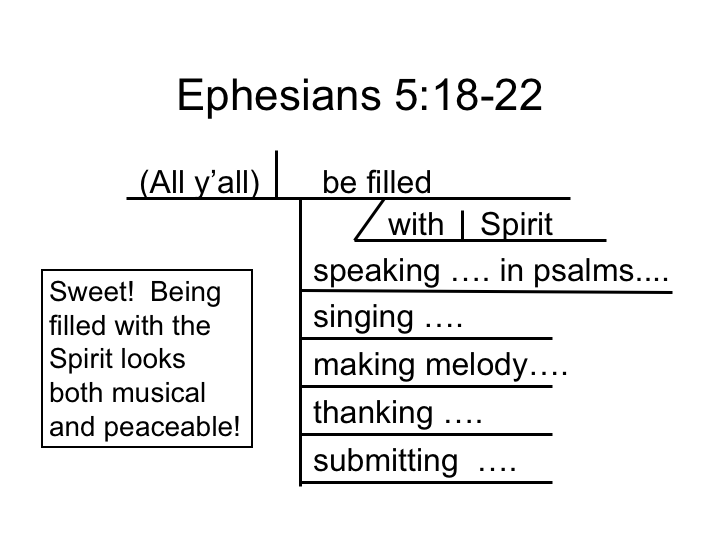 Ephesians 5:18-22
(All y’all) be filled
with Spirit
speaking …. in psalms....
singing ….
making melody….
thanking ….
submitting ….
Sweet! Being
filled with the
Spirit looks
both musical
and peaceable!